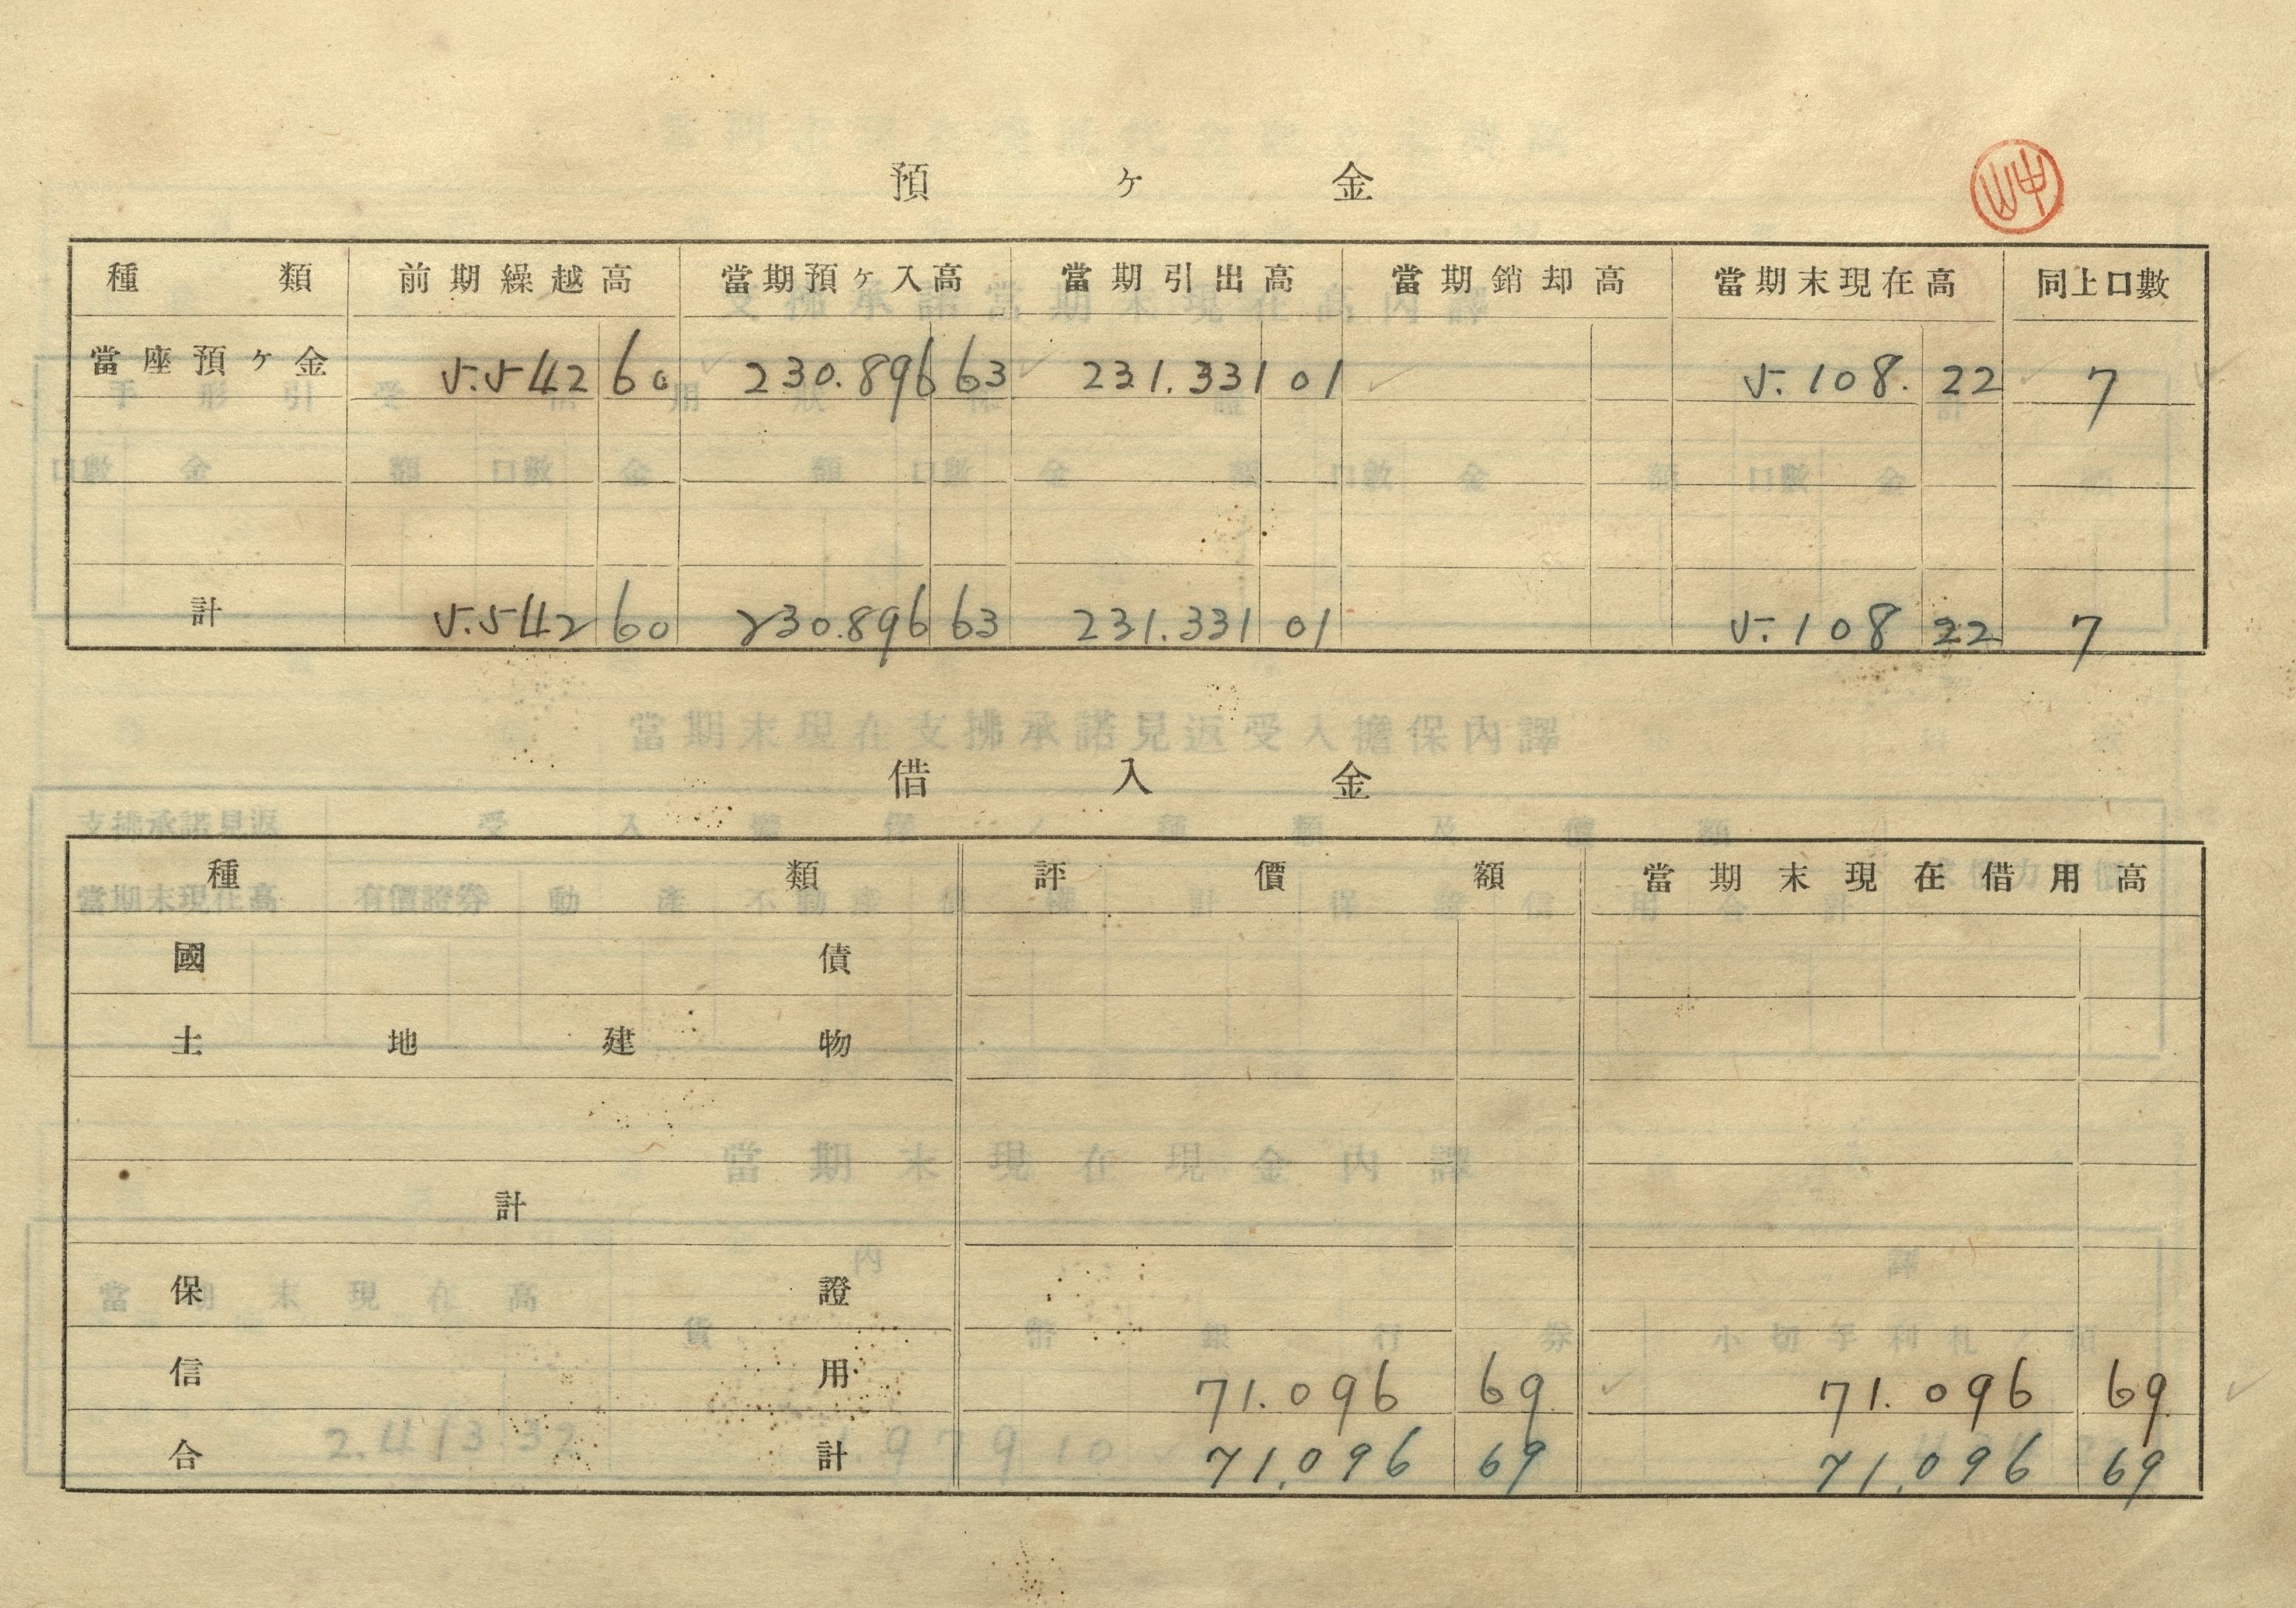 預ヶ金
種類 前期繰越高 當期預ヶ入高 當期引出高 當期銷却高 當期末現在高 同上口數
當座預ヶ金 5.542 60 230.896 63 231.331 01 5.108. 22 7
計 5.542 60 230.896 63 231.331 01 5.108 22 7
借入金
種類 評價額 當期末現在借用高
國債
土地建物
計
保證
信用 71.096 69 71.096 69
合計 71,096 69 71,096 69